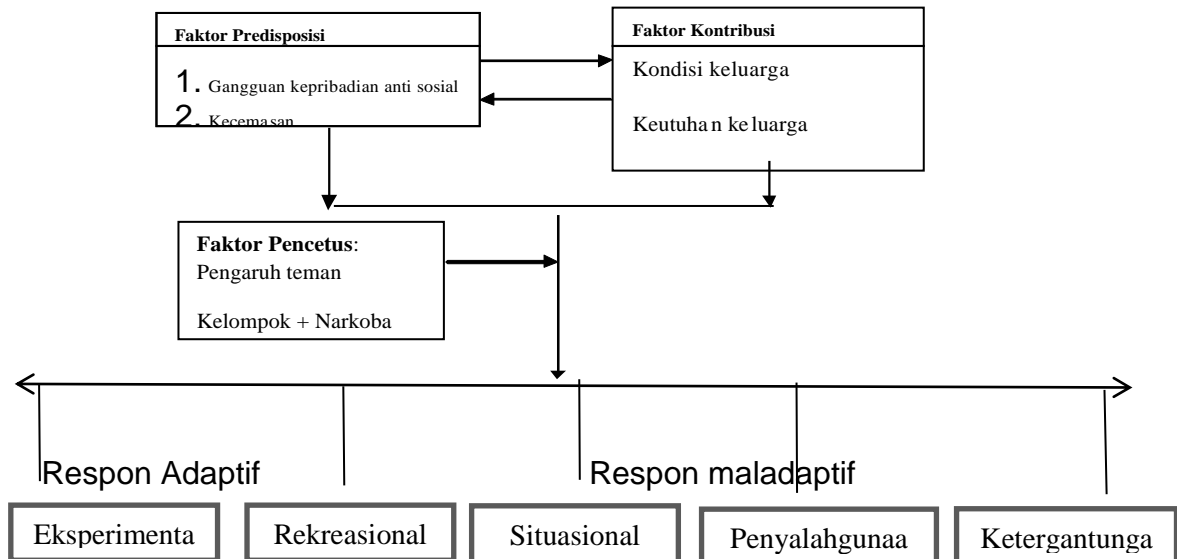 Faktor Predisposisi
1. Gangguan kepribadian anti sosial
2. Kecemasan
Faktor Kontribusi
Kondisi keluarga
Keutuhan keluarga
Faktor Pencetus:
Pengaruh teman
Kelompok + Narkoba
Respon Adaptif
Respon maladaptif
Eksperimenta
Rekreasional
Situasional
Penyalahgunaa
Ketergantunga